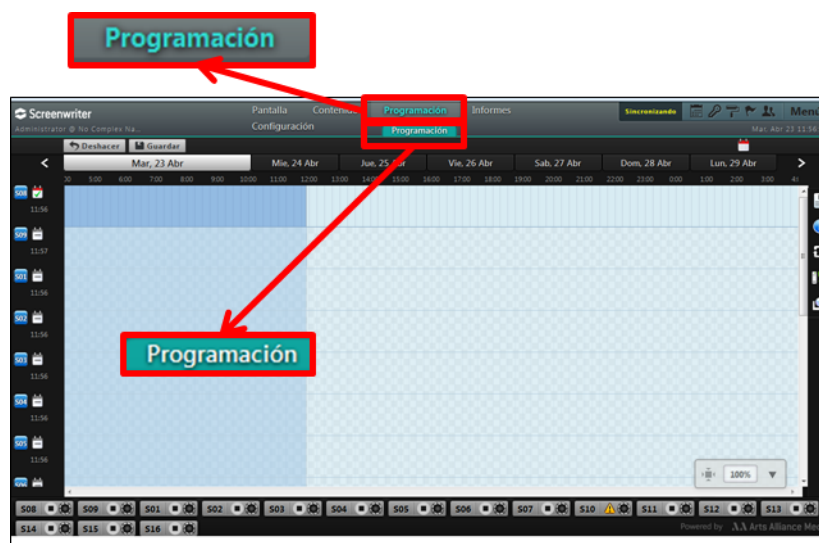 Programación
Screenwriter
Pantalla Contenido Programación Informes
Sincronizando
Menú
Administrator @ No Complex Na...
Configuración
Programación
Mar, Abr 23 11:56
Deshacer Guardar
Mar, 23 Abr Mie, 24 Abr Jue, 25 Abr Vie, 26 Abr Sab, 27 Abr Dom, 28 Abr Lun, 29 Abr
5:00 6:00 7:00 8:00 9:00 10:00 11:00 12:00 13:00 14:00 15:00 16:00 17:00 18:00 19:00 20:00 21:00 22:00 23:00 0:00 1:00 2:00 3:00
S08
11:56
S09
11:57
S01
11:56
S02
11:56
S03
11:56
S04
11:56
S05
11:56
Programación
100%
S08 S09 S01 S02 S03 S04 S05 S06 S07 S10 S11 S12 S13
S14 S15 S16
Powered by Arts Alliance Med